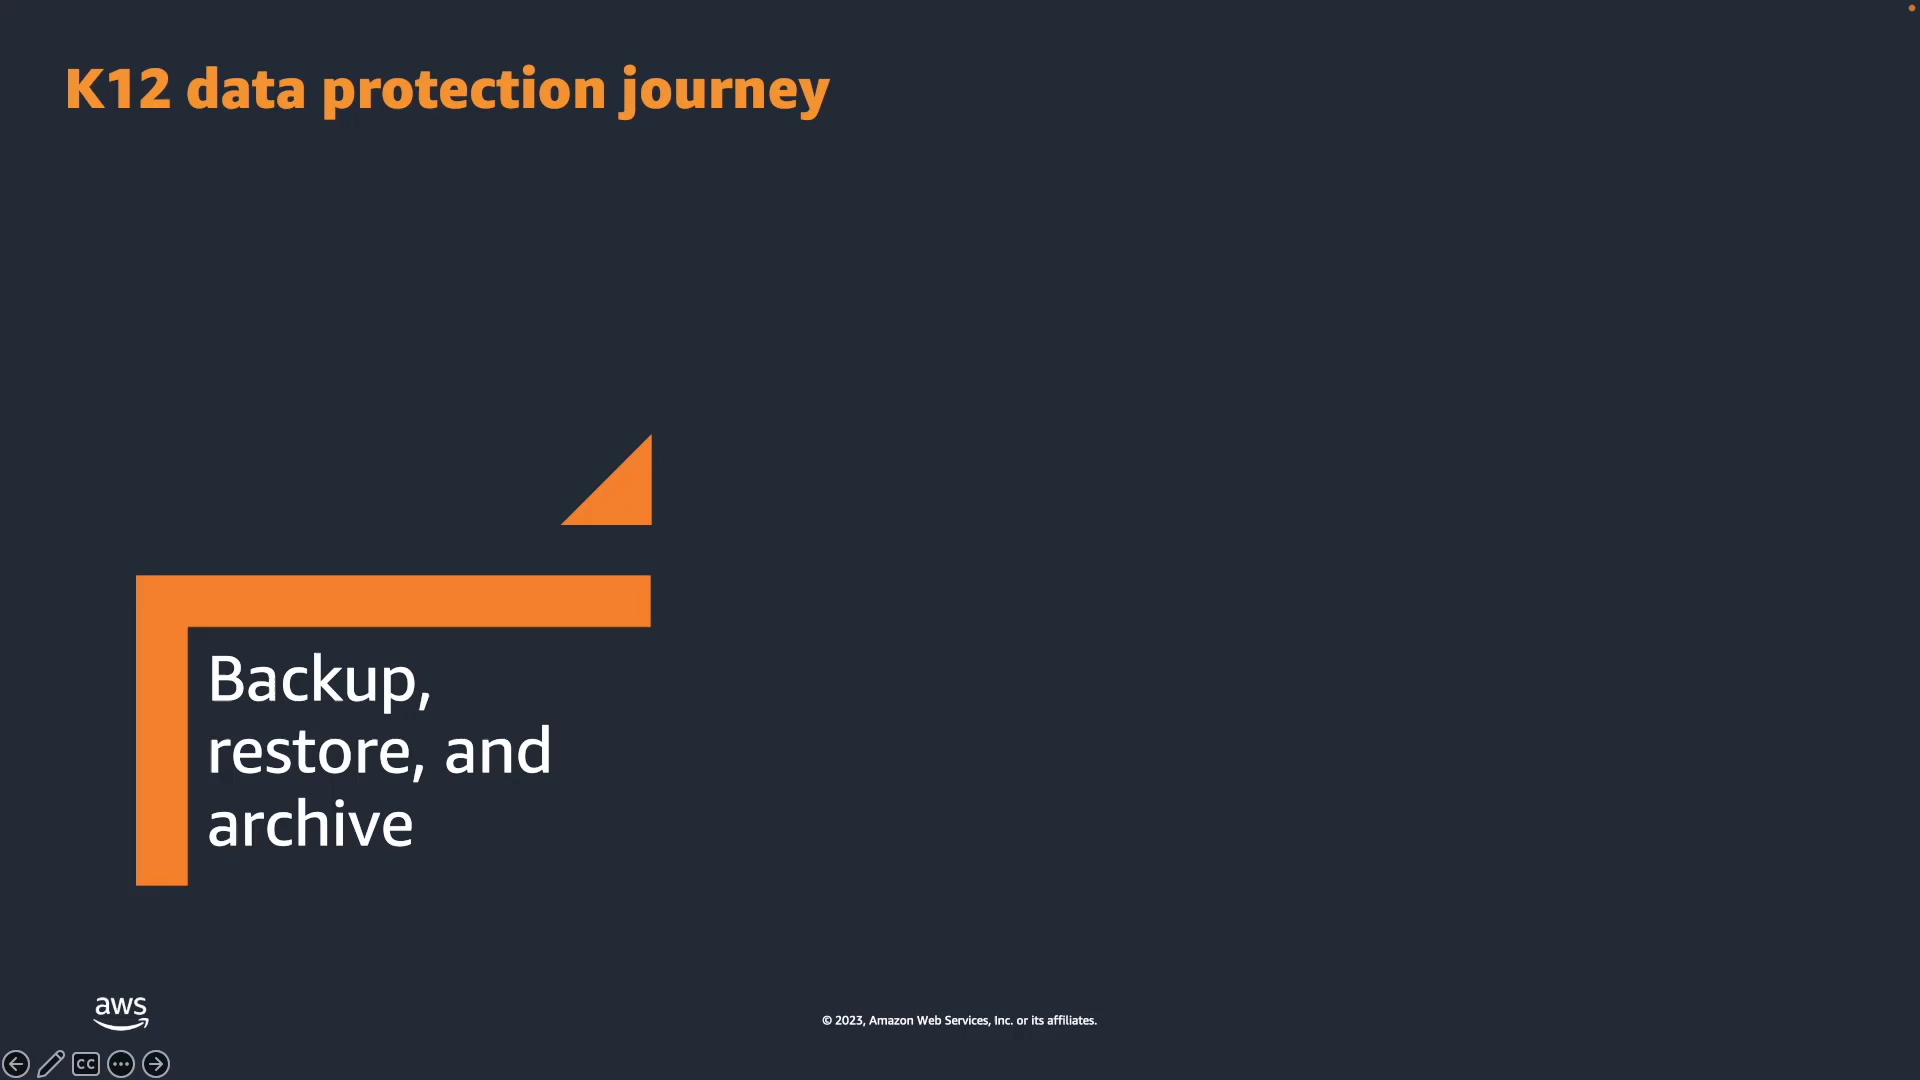 K12 data protection journey
Backup,
restore, and
archive
aws
© 2023, Amazon Web Services, Inc. or its affiliates.
CC